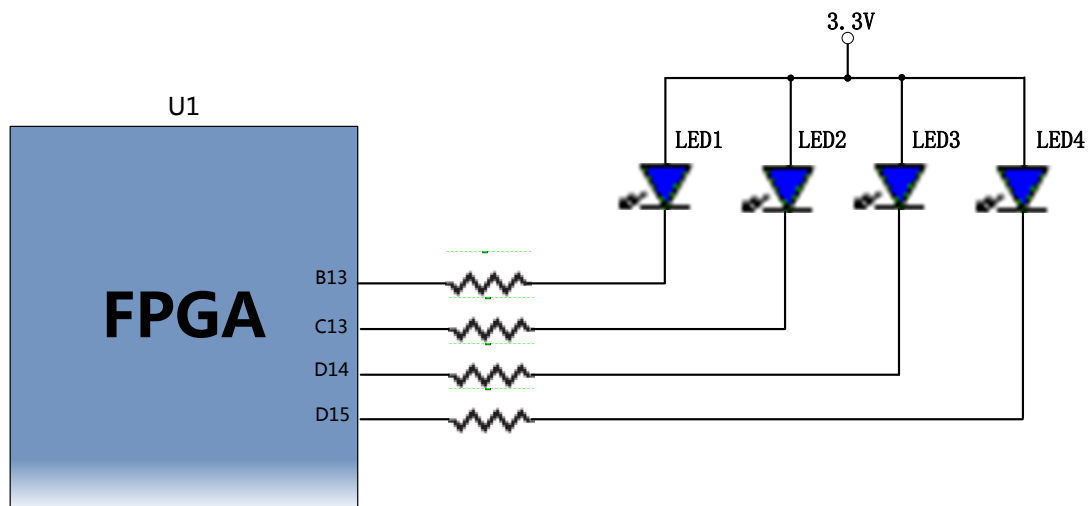 3.3V
U1
LED1
LED2
LED3
LED4
B13
FPGA
C13
D14
D15